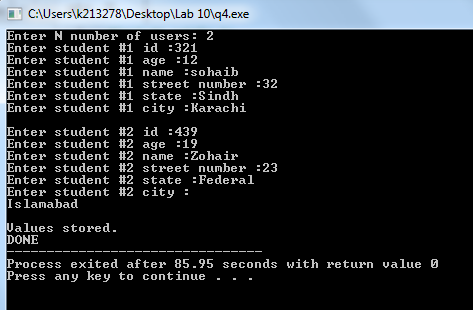 C:\Users\k213278\Desktop\Lab 10\q4.exe
Enter N number of users: 2
Enter student #1 id :321
Enter student #1 age :12
Enter student #1 name :sohaib
Enter student #1 street number :32
Enter student #1 state :Sindh
Enter student #1 city :Karachi
Enter student #2 id :439
Enter student #2 age :19
Enter student #2 name :Zohair
Enter student #2 street number :23
Enter student #2 state :Federal
Enter student #2 city :
Islamabad
Values stored.
DONE
--------------------------------
Process exited after 85.95 seconds with return value 0
Press any key to continue . . .